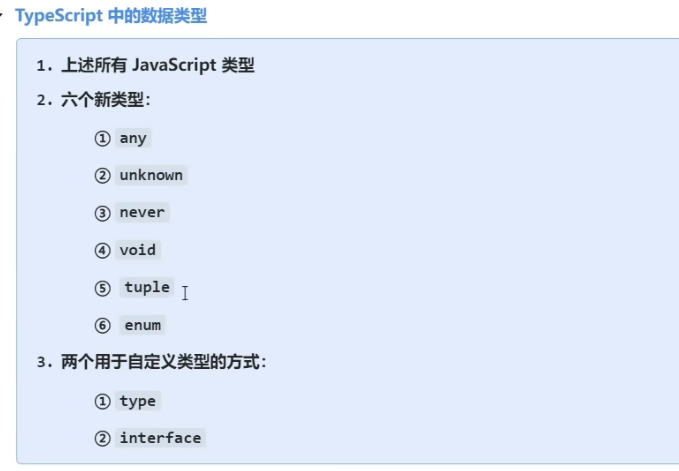 TypeScript 中的数据类型
1. 上述所有 JavaScript 类型
2. 六个新类型：
① any
② unknown
③ never
④ void
⑤ tuple
⑥ enum
3. 两个用于自定义类型的方式：
① type
② interface